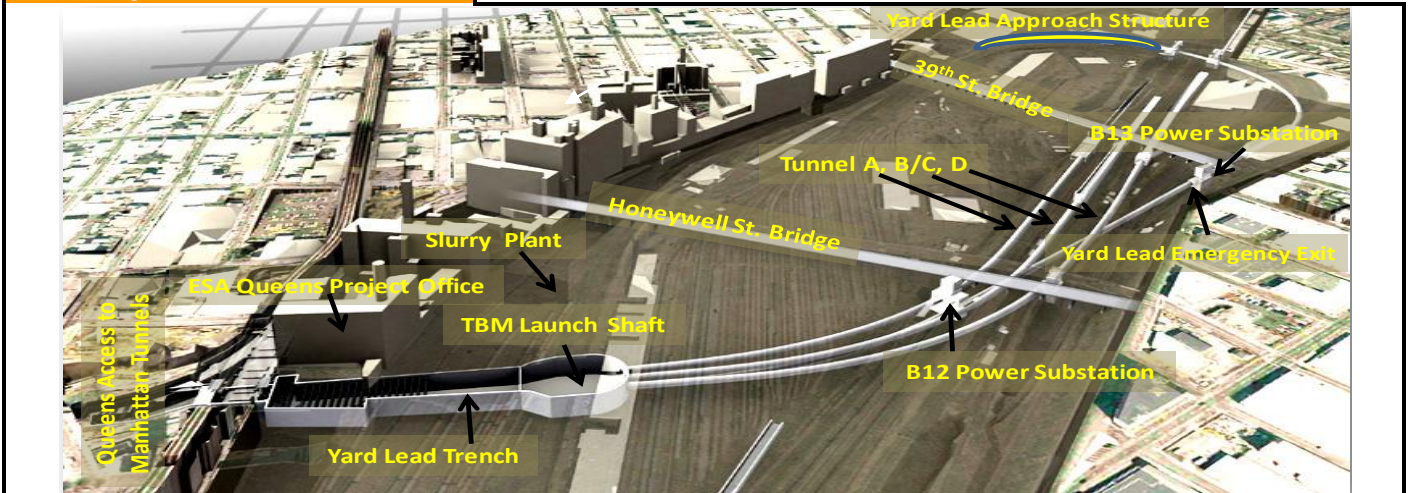 Yard Lead Approach Structure
39th St. Bridge
B13 Power Substation
Tunnel A, B/C, D
Honeywell St. Bridge
Slurry Plant
Yard Lead Emergency Exit
ESA Queens Project Office
TBM Launch Shaft
Queens Access to
Manhattan Tunnels
B12 Power Substation
Yard Lead Trench